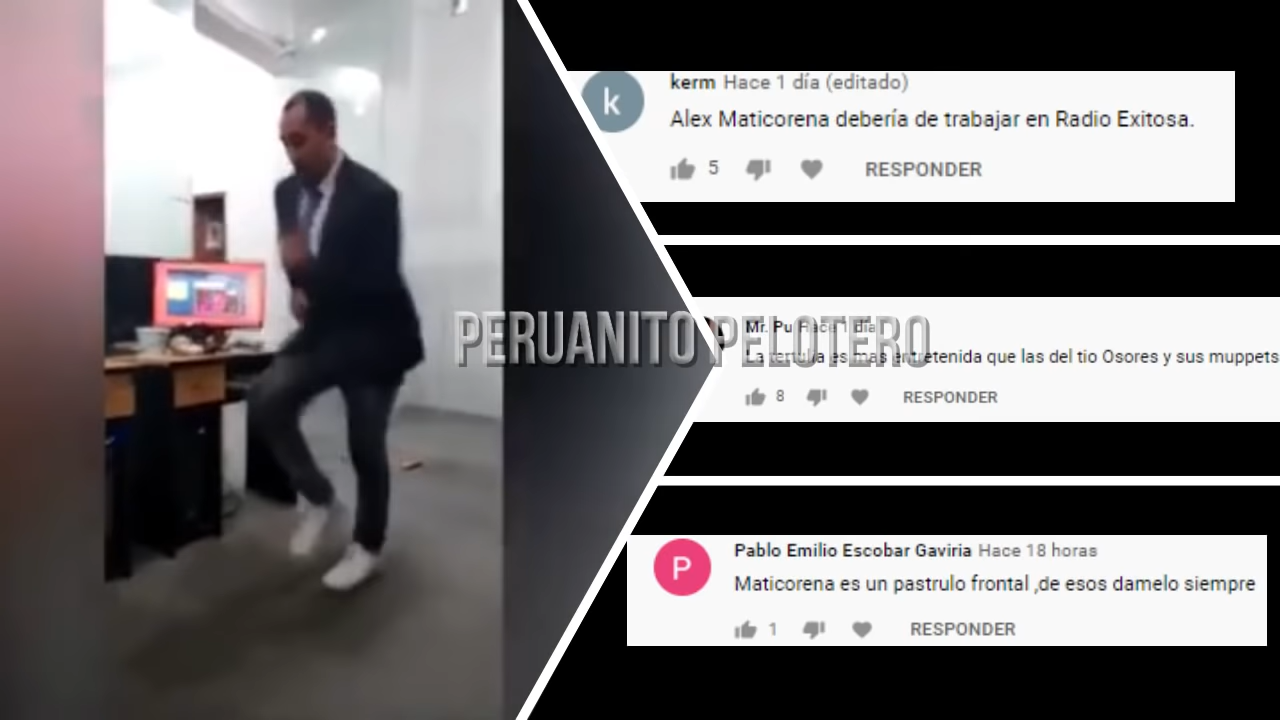 kerm Hace 1 día (editado)
k
Alex Maticorena debería de trabajar en Radio Exitosa.
5
RESPONDER
PERUANITO PELOTERO
Mr. Pu Hace 1 día
La tertulia es mas entretenida que las del tio Osores y sus muppets
8
RESPONDER
Pablo Emilio Escobar Gaviria Hace 18 horas
P
Maticorena es un pastrulo frontal ,de esos damelo siempre
1
RESPONDER